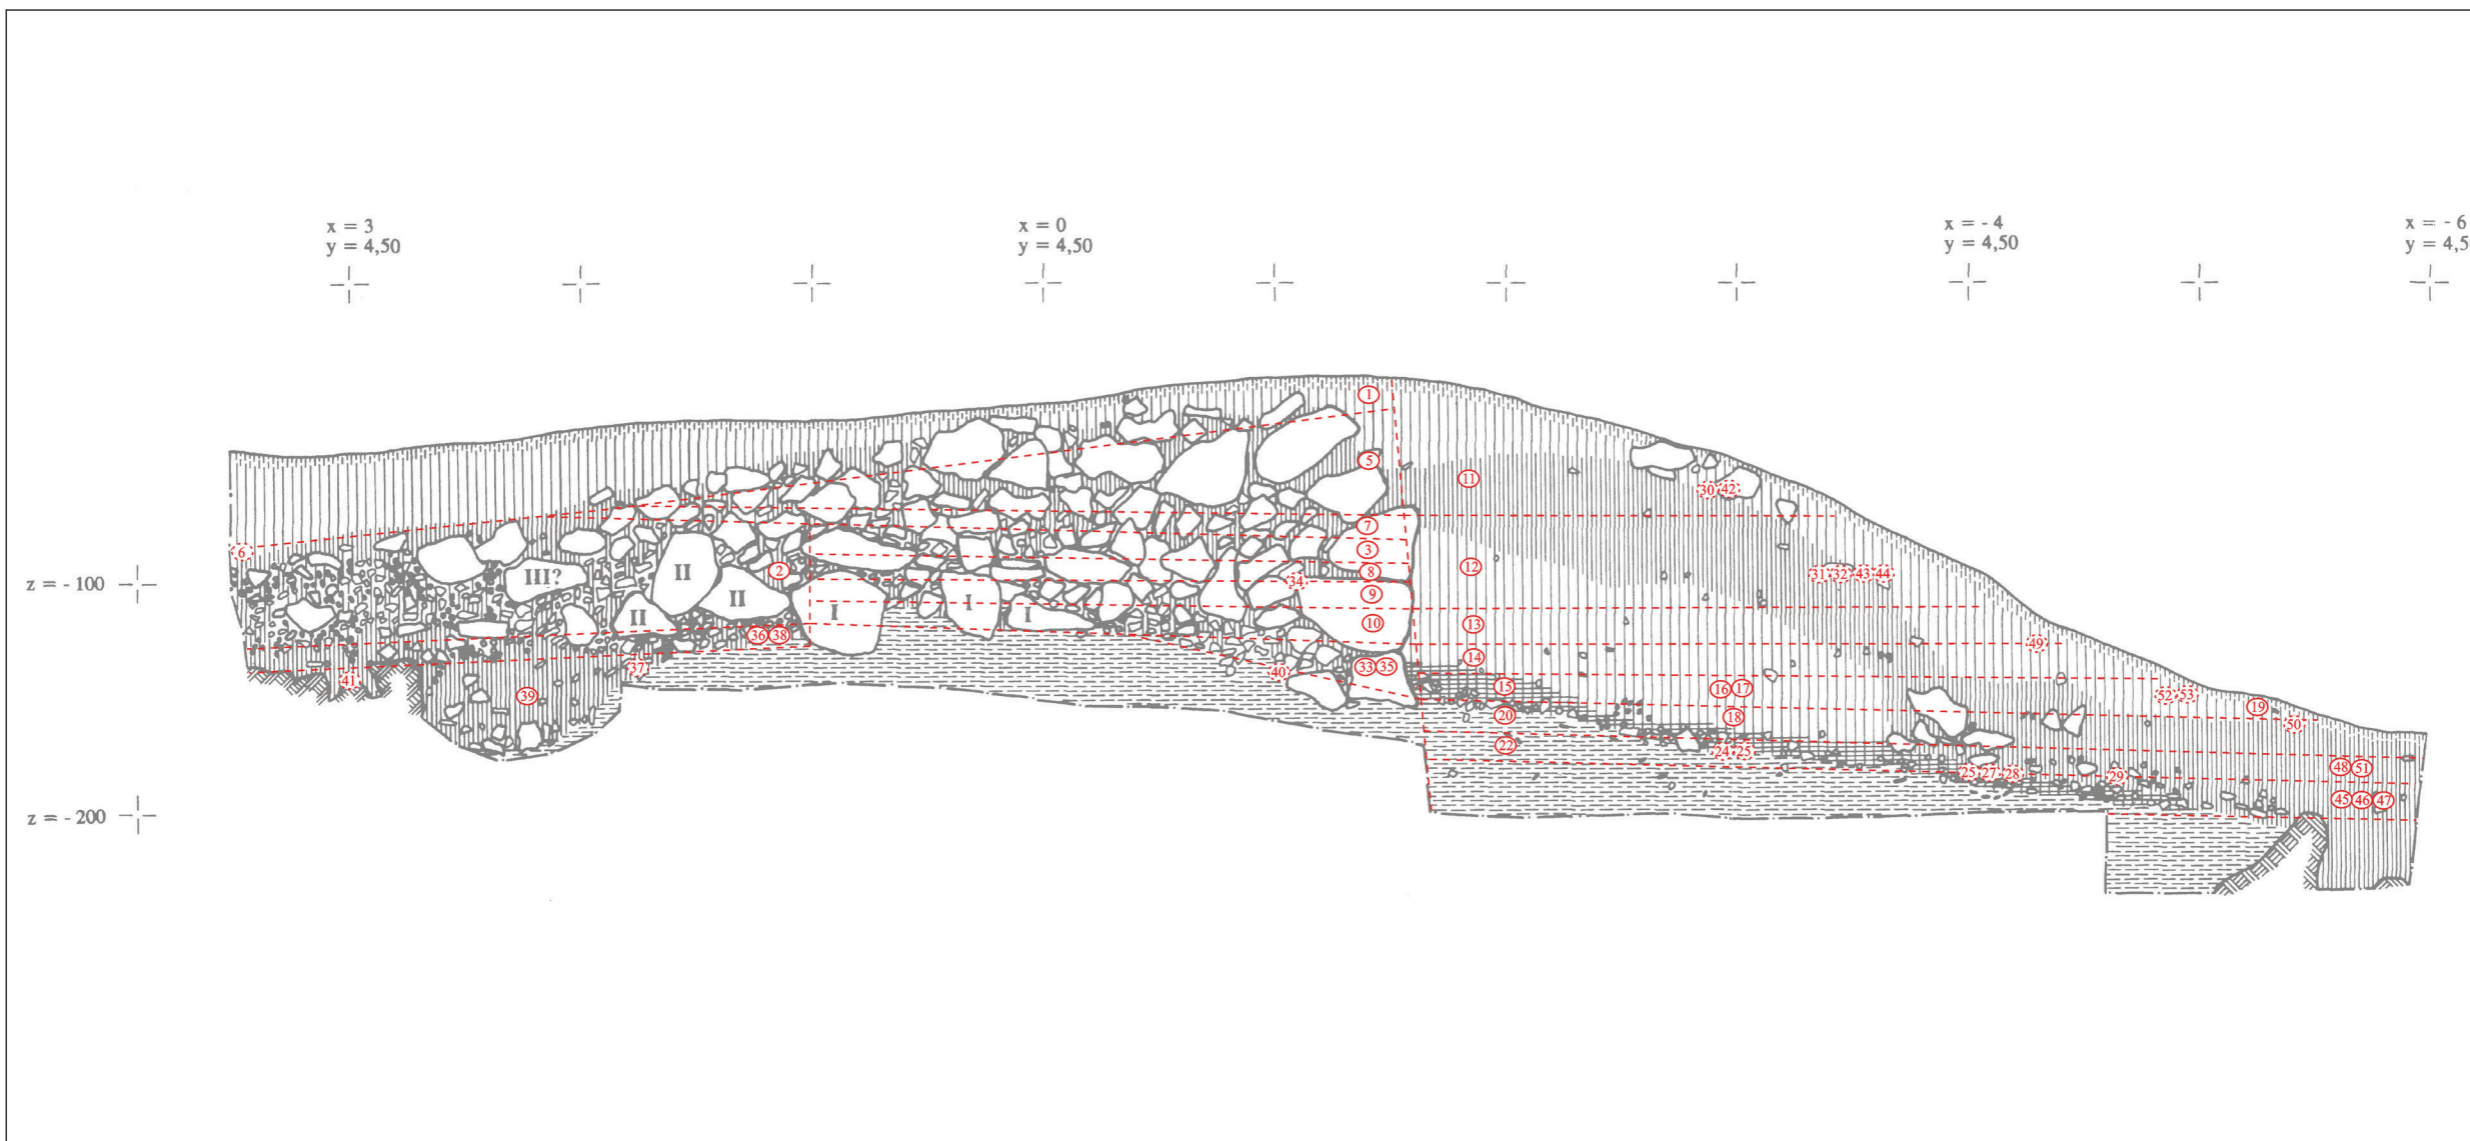 x = 3
y = 4,50
x = 0
y = 4,50
x = - 4
y = 4,50
x = - 6
y = 4,5
1
5
11
30 42
6
7
3
III?
II
2
8
12
31 32 43 44
z = - 100
34
II
I
I
9
II
I
10
13
36 38
49
37
40
33 35
14
41
15
16 17
39
52 53
19
20
18
50
22
24 25
48 51
25 27 28
29
45 46 47
z = - 200